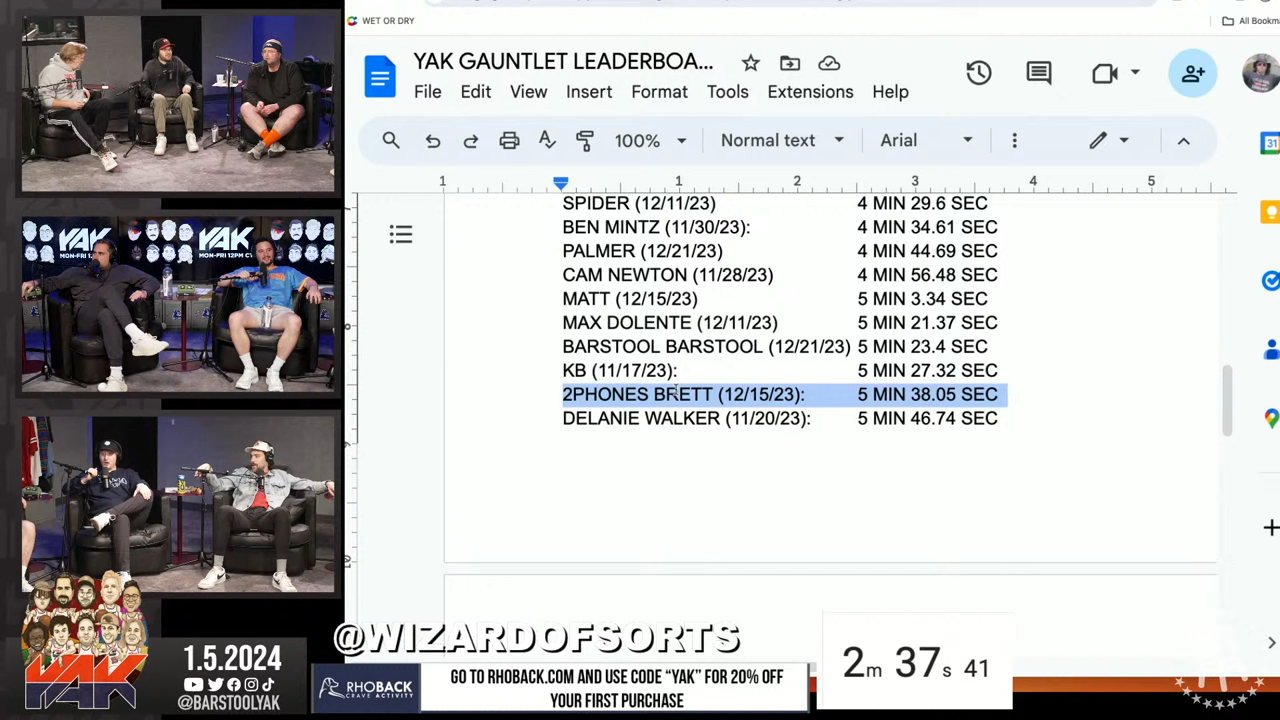 WET OR DRY
All Bookma
YAK GAUNTLET LEADERBOA...
File Edit View Insert Format Tools Extensions Help
100% Normal text Arial
31
1 1 2 3 4 5
SPIDER (12/11/23) 4 MIN 29.6 SEC
BEN MINTZ (11/30/23): 4 MIN 34.61 SEC
PALMER (12/21/23) 4 MIN 44.69 SEC
CAM NEWTON (11/28/23) 4 MIN 56.48 SEC
MATT (12/15/23) 5 MIN 3.34 SEC
MAX DOLENTE (12/11/23) 5 MIN 21.37 SEC
BARSTOOL BARSTOOL (12/21/23) 5 MIN 23.4 SEC
KB (11/17/23): 5 MIN 27.32 SEC
2PHONES BRETT (12/15/23): 5 MIN 38.05 SEC
DELANIE WALKER (11/20/23): 5 MIN 46.74 SEC
YAK YAK
MON-FRI 12PM C
@WIZARDOFSORTS
2m 37s 41
YAK
1.5.2024
@BARSTOOLYAK
RHOBACK
CRAVE ACTIVITY
GO TO RHOBACK.COM AND USE CODE “YAK” FOR 20% OFF
YOUR FIRST PURCHASE